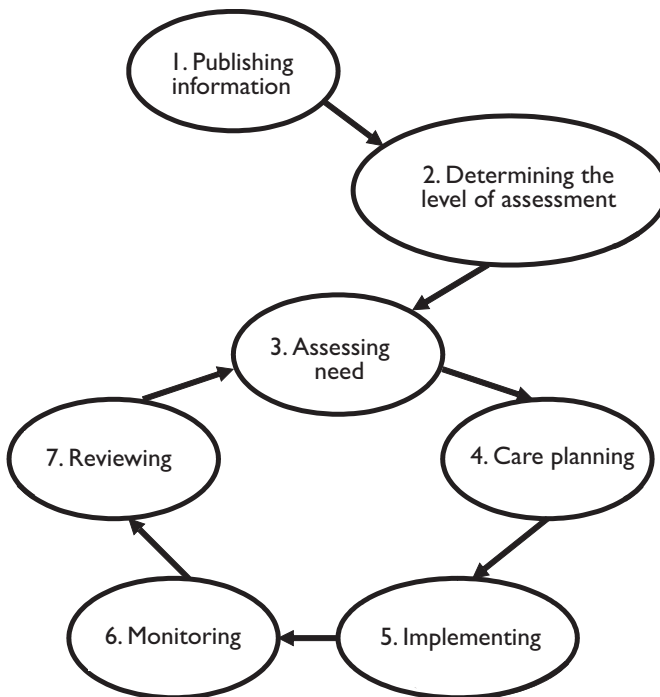 1. Publishing
information
2. Determining the
level of assessment
3. Assessing
need
4. Care planning
5. Implementing
6. Monitoring
7. Reviewing